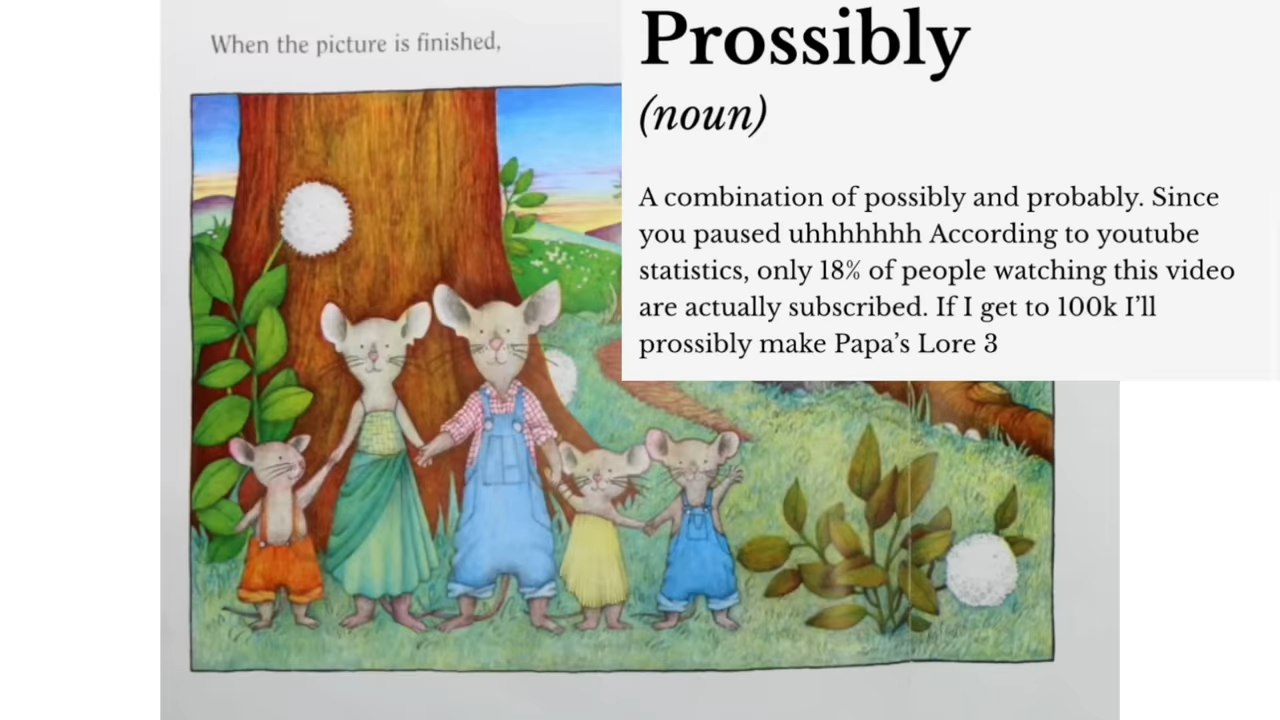 When the picture is finished,
Prossibly
(noun)
A combination of possibly and probably. Since
you paused uhhhhhhh According to youtube
statistics, only 18% of people watching this video
are actually subscribed. If I get to 100k I’ll
prossibly make Papa’s Lore 3